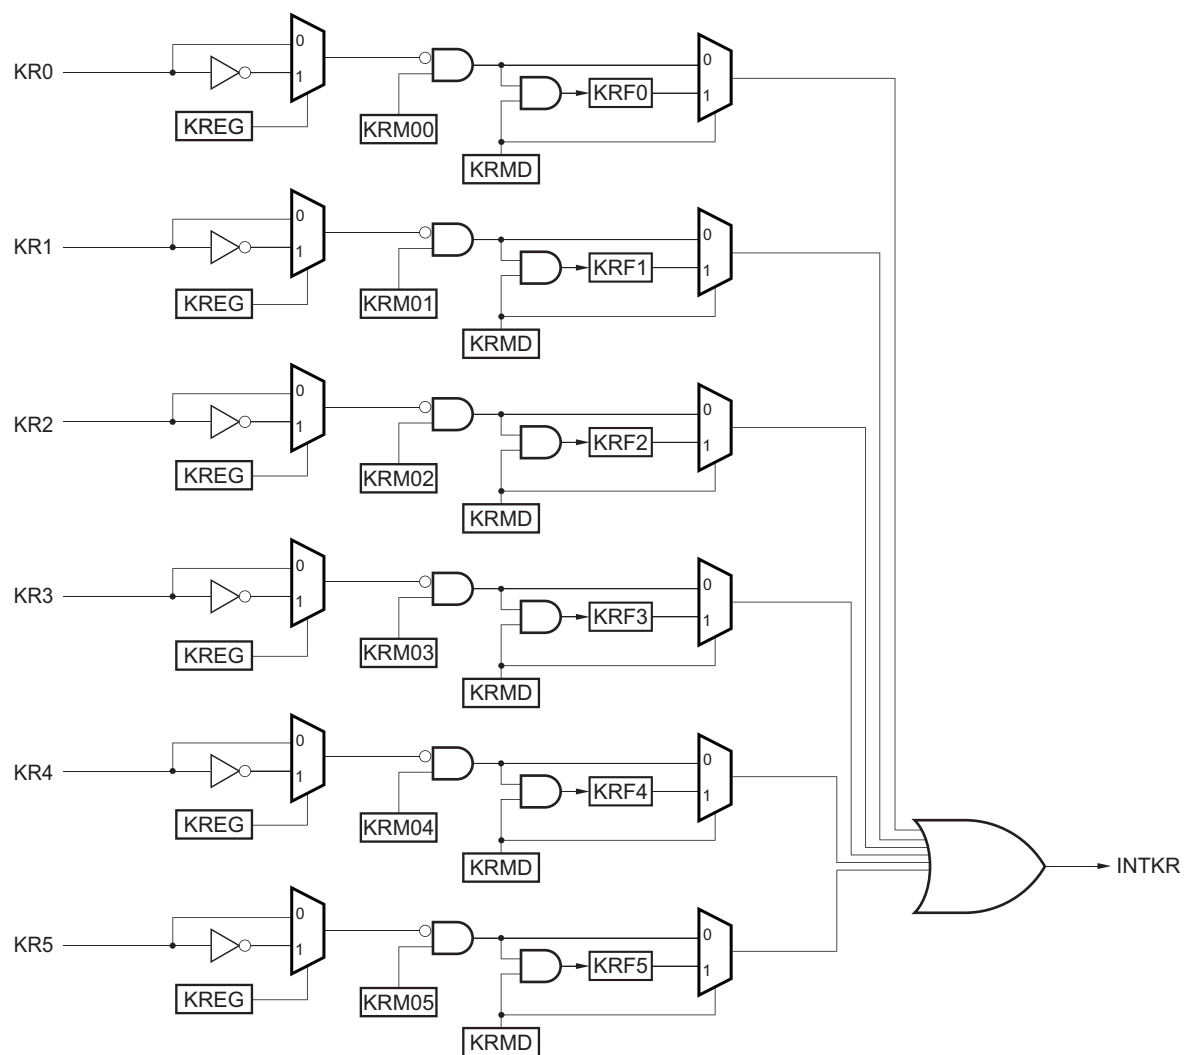 0
KR0
1
KRF0
0
1
KREG
KRM00
KRMD
0
KR1
1
KRF1
0
1
KREG
KRM01
KRMD
0
KR2
1
KRF2
0
1
KREG
KRM02
KRMD
0
KR3
1
KRF3
0
1
KREG
KRM03
KRMD
0
KR4
1
KRF4
0
1
KREG
KRM04
KRMD
INTKR
0
KR5
1
KRF5
0
1
KREG
KRM05
KRMD